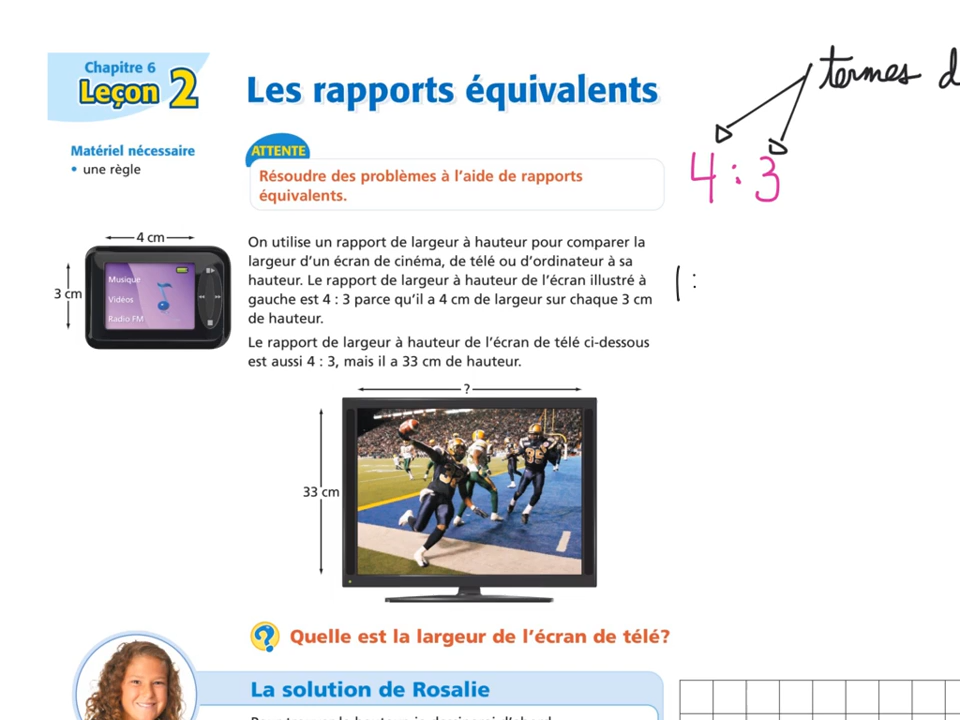 Chapitre 6
Leçon 2
Les rapports équivalents
termes d
Matériel nécessaire
• une règle
ATTENTE
Résoudre des problèmes à l'aide de rapports
équivalents.
4 : 3
4 cm
3 cm
Musique
Vidéos
Radio FM
On utilise un rapport de largeur à hauteur pour comparer la
largeur d'un écran de cinéma, de télé ou d'ordinateur à sa
hauteur. Le rapport de largeur à hauteur de l'écran illustré à
gauche est 4 : 3 parce qu'il a 4 cm de largeur sur chaque 3 cm
de hauteur.
1 :
Le rapport de largeur à hauteur de l'écran de télé ci-dessous
est aussi 4 : 3, mais il a 33 cm de hauteur.
?
33 cm
? Quelle est la largeur de l'écran de télé?
La solution de Rosalie